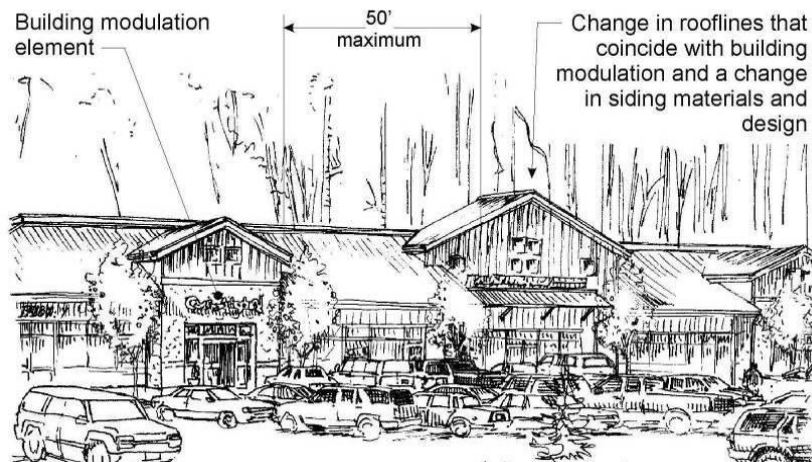 Building modulation
element
50'
maximum
Change in rooflines that
coincide with building
modulation and a change
in siding materials and
design